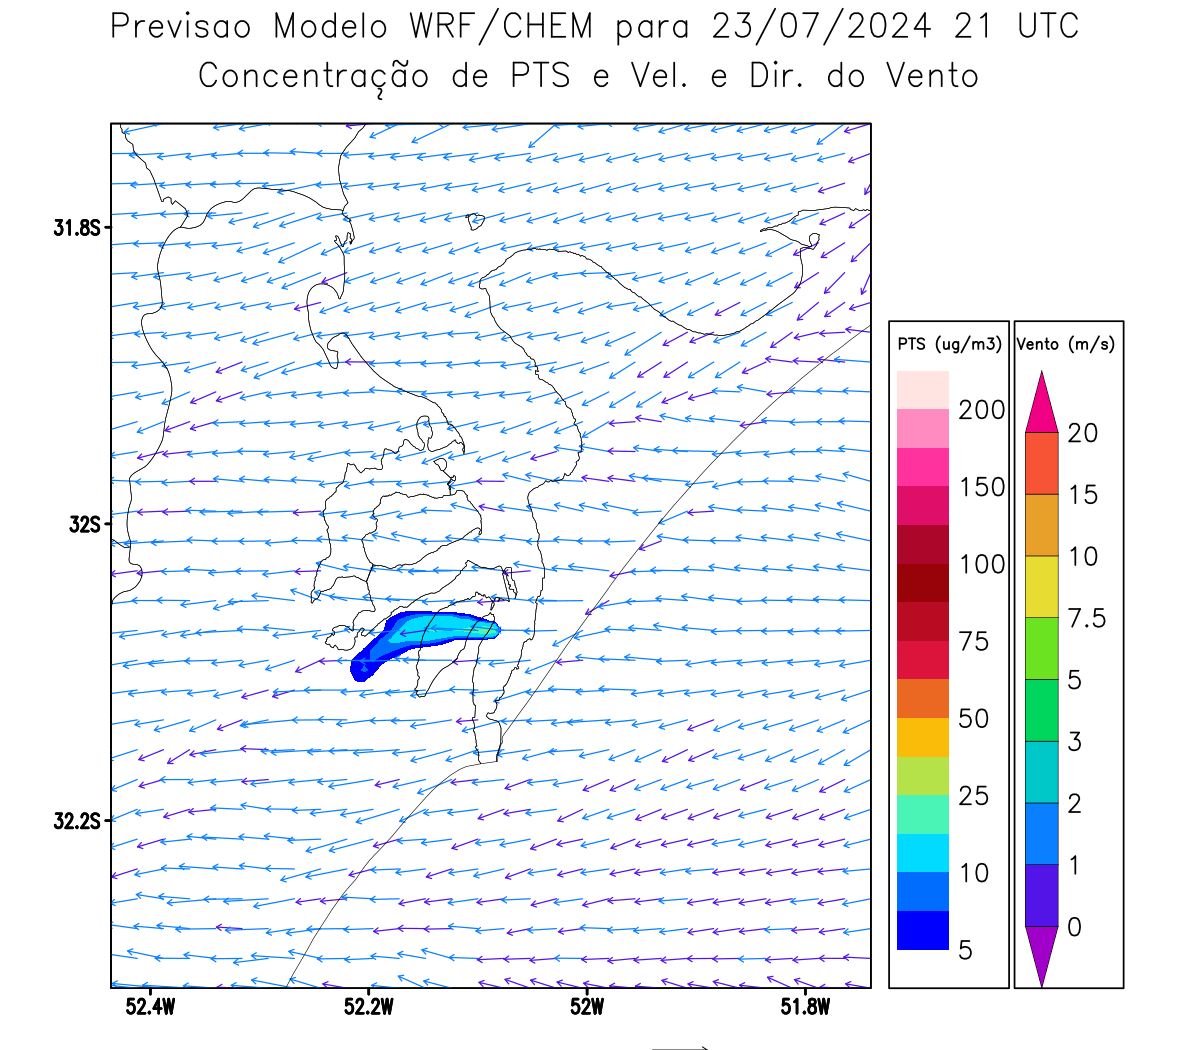 Previsao Modelo WRF/CHEM para 23/07/2024 21 UTC
Concentração de PTS e Vel. e Dir. do Vento
31.8S
32S
32.2S
52.4W 52.2W 52W 51.8W
PTS (ug/m3)
200
150
100
75
50
25
10
5
Vento (m/s)
20
15
10
7.5
5
3
2
1
0